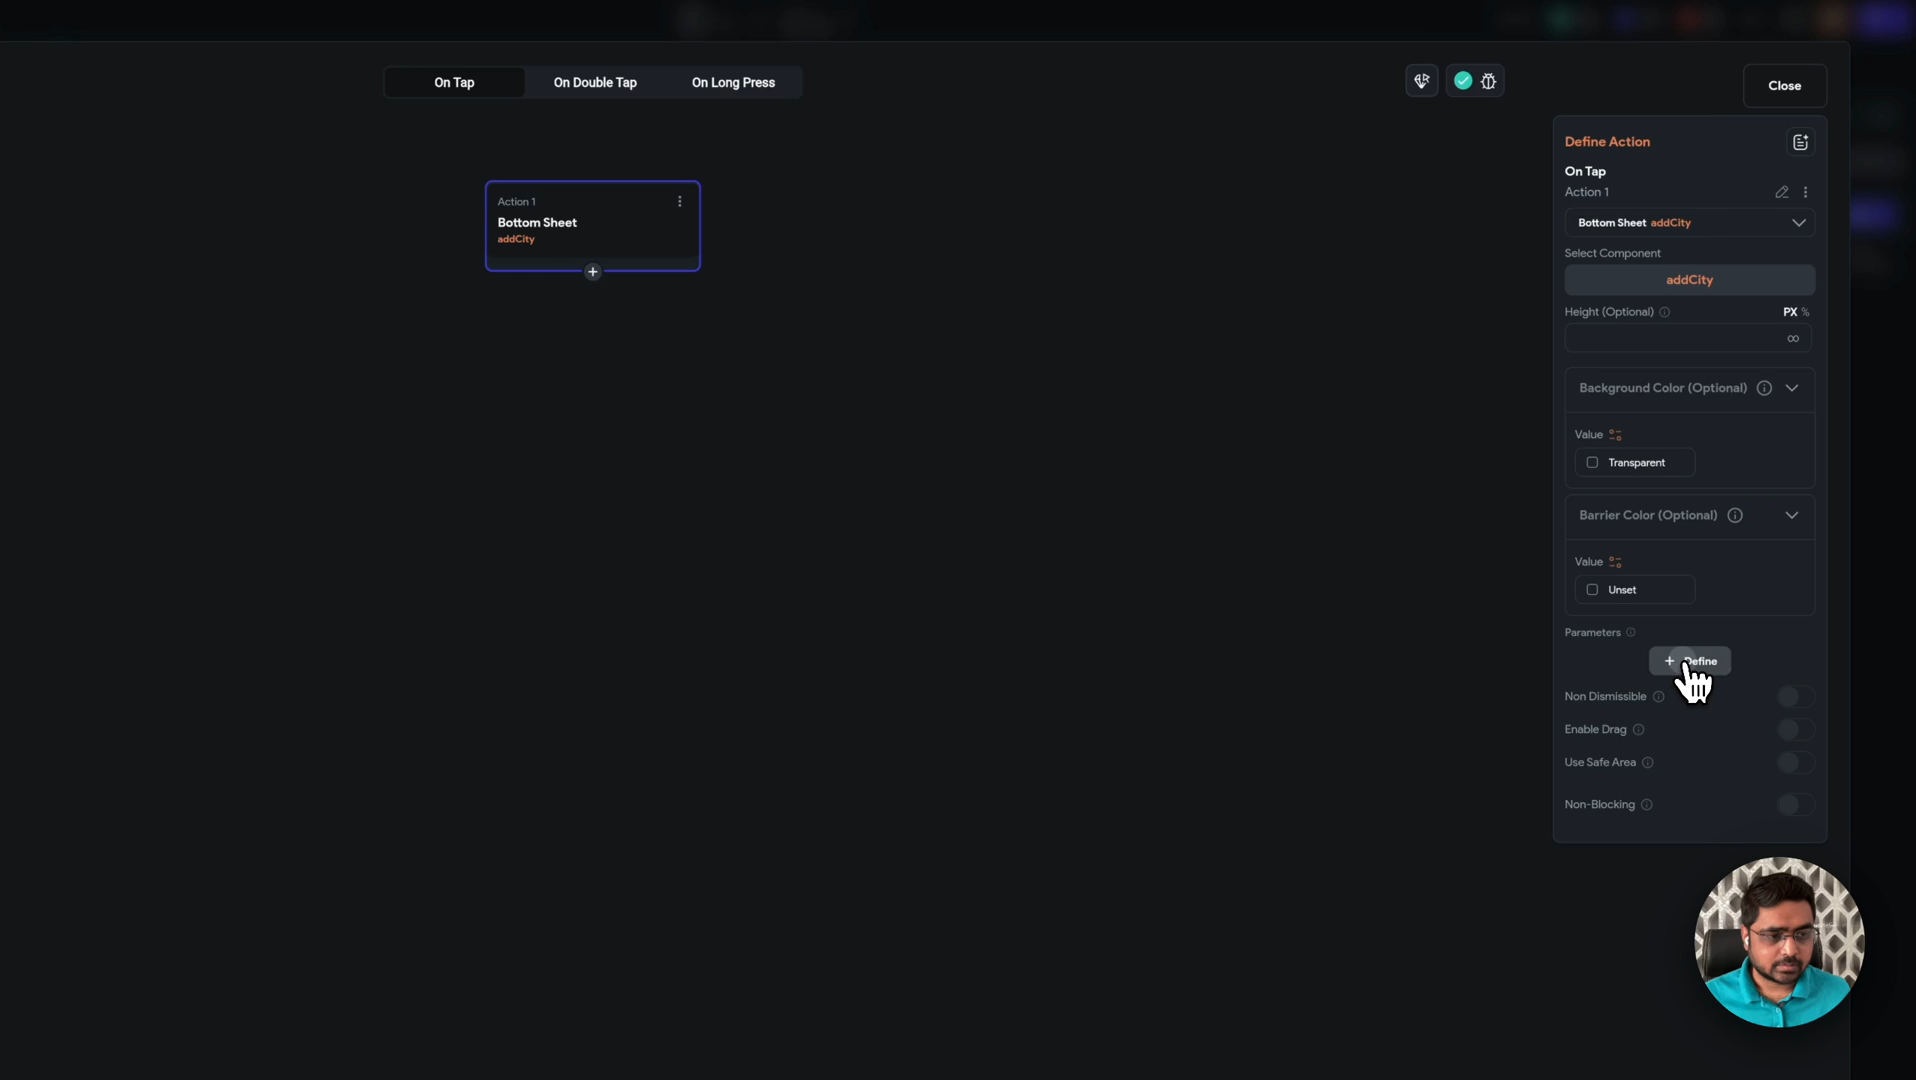 On Tap
On Double Tap
On Long Press
Close
Action 1
Bottom Sheet
addCity
Define Action
On Tap
Action 1
Bottom Sheet addCity
Select Component
addCity
Height (Optional)
PX %
∞
Background Color (Optional)
Value
Transparent
Barrier Color (Optional)
Value
Unset
Parameters
+ Define
Non Dismissible
Enable Drag
Use Safe Area
Non-Blocking